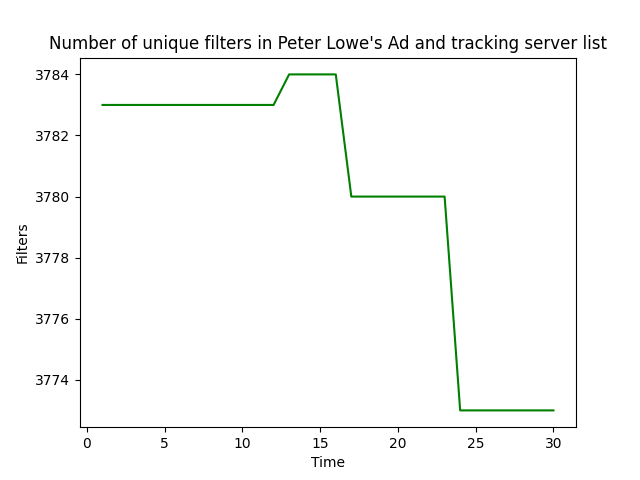 Number of unique filters in Peter Lowe's Ad and tracking server list
3784
3782
3780
3778
3776
3774
Filters
0 5 10 15 20 25 30
Time